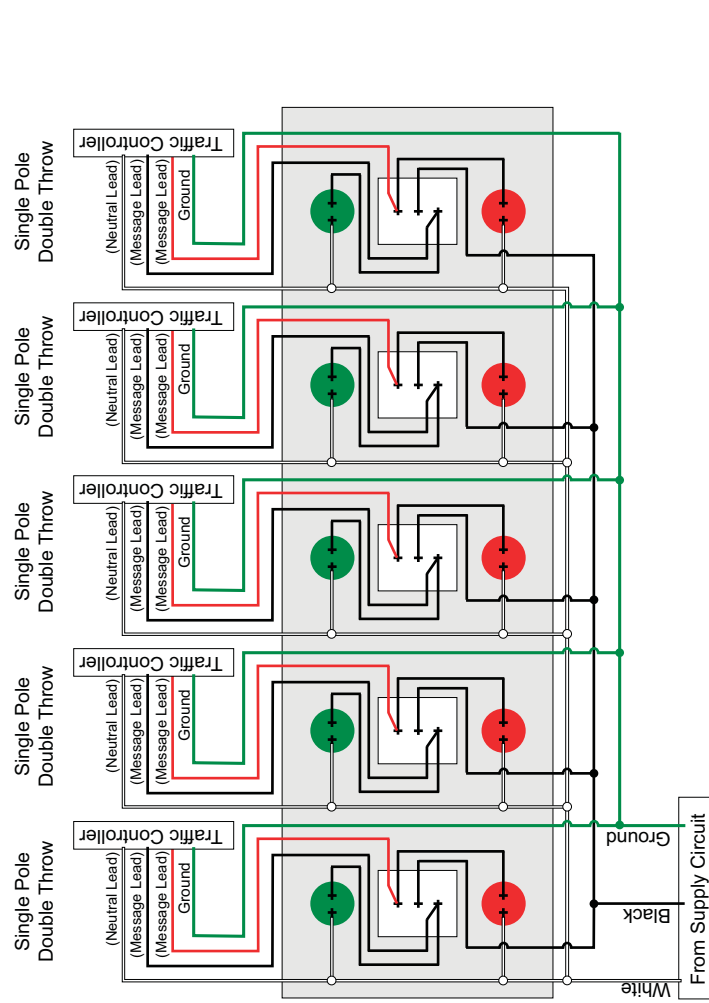 Single Pole
Double Throw
Traffic Controller
(Neutral Lead)
(Message Lead)
(Message Lead)
Ground
Single Pole
Double Throw
Traffic Controller
(Neutral Lead)
(Message Lead)
(Message Lead)
Ground
Single Pole
Double Throw
Traffic Controller
(Neutral Lead)
(Message Lead)
(Message Lead)
Ground
Single Pole
Double Throw
Traffic Controller
(Neutral Lead)
(Message Lead)
(Message Lead)
Ground
Single Pole
Double Throw
Traffic Controller
(Neutral Lead)
(Message Lead)
(Message Lead)
Ground
Ground
Black
White
From Supply Circuit